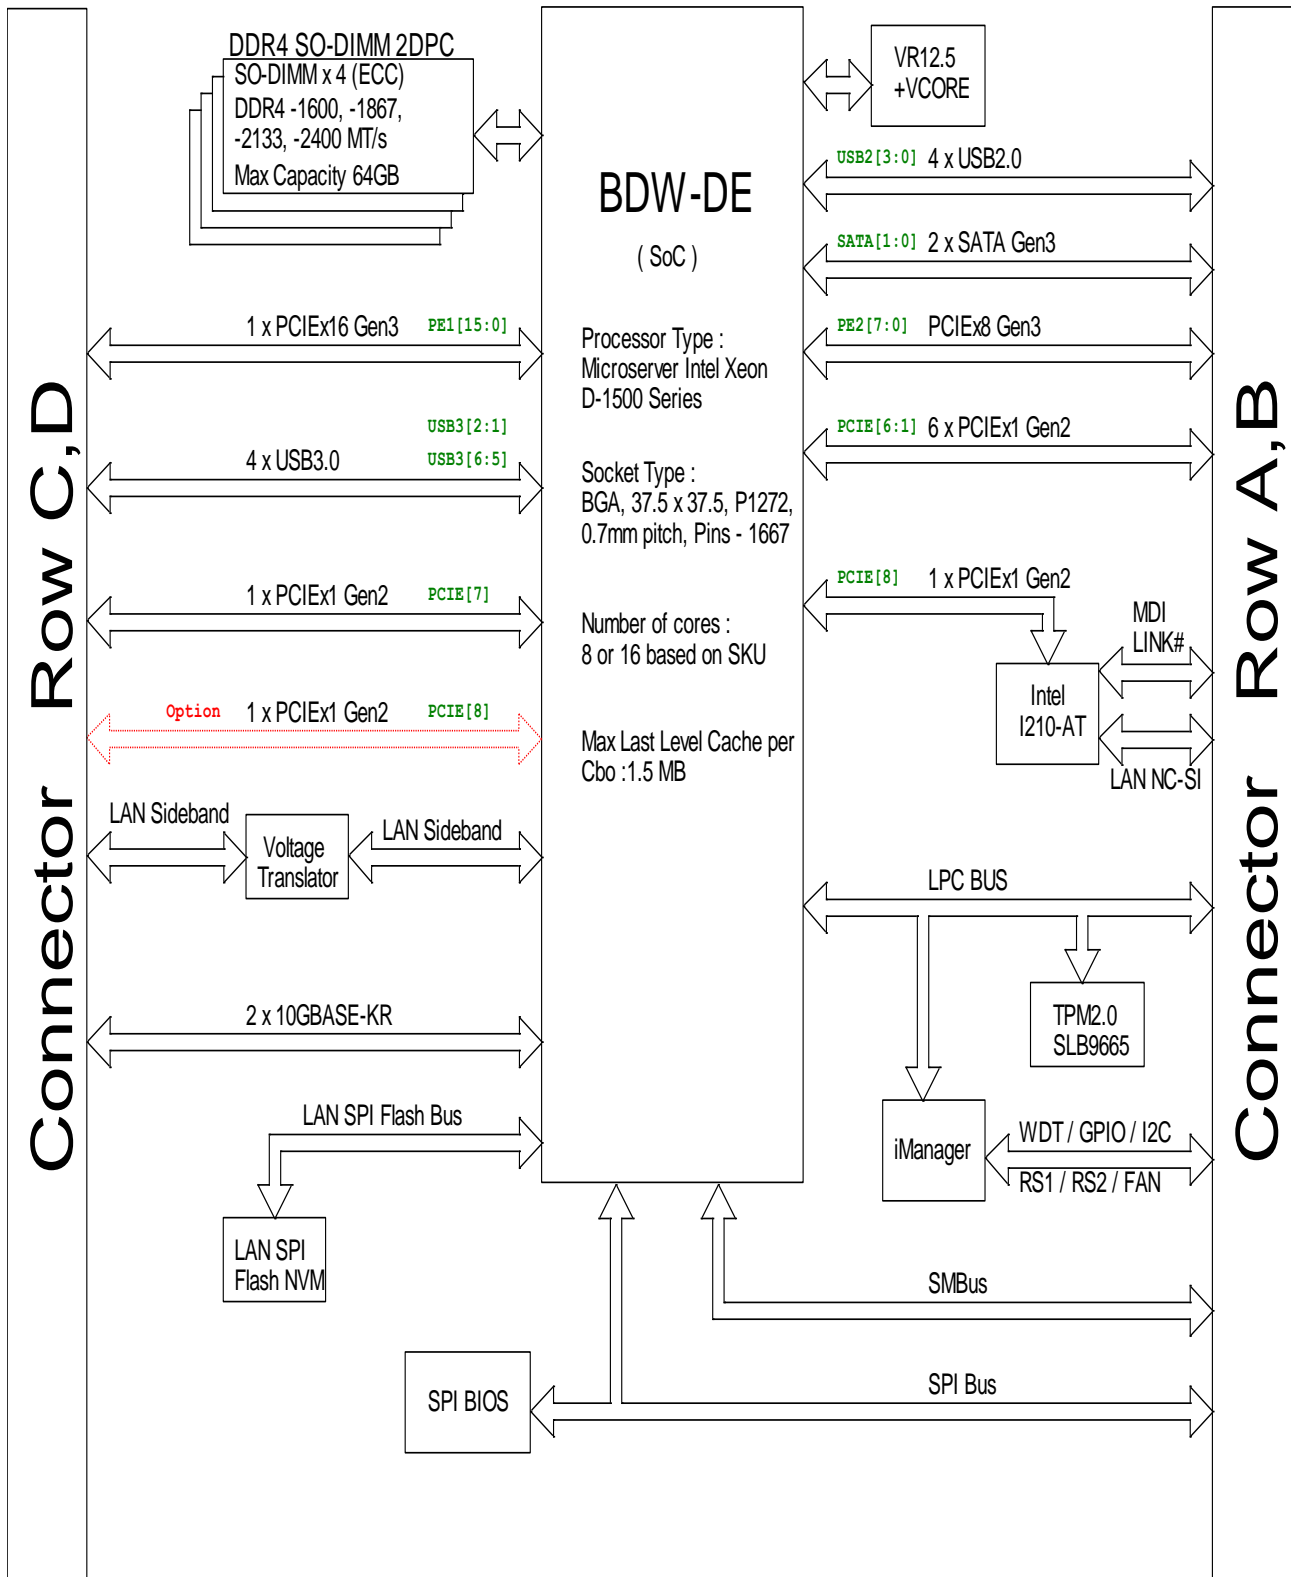 DDR4 SO-DIMM 2DPC
SO-DIMM x 4 (ECC)
DDR4 -1600, -1867,
-2133, -2400 MT/s
Max Capacity 64GB
BDW-DE
( SoC )
Processor Type :
Microserver Intel Xeon
D-1500 Series
Socket Type :
BGA, 37.5 x 37.5, P1272,
0.7mm pitch, Pins - 1667
Number of cores :
8 or 16 based on SKU
Max Last Level Cache per
Cbo :1.5 MB
VR12.5
+VCORE
USB2[3:0] 4 x USB2.0
SATA[1:0] 2 x SATA Gen3
PE2[7:0] PCIEx8 Gen3
PCIE[6:1] 6 x PCIEx1 Gen2
PCIE[8] 1 x PCIEx1 Gen2
MDI
LINK#
Intel
I210-AT
LAN NC-SI
LPC BUS
TPM2.0
SLB9665
iManager
WDT / GPIO / I2C
RS1 / RS2 / FAN
SMBus
SPI Bus
SPI BIOS
1 x PCIEx16 Gen3 PE1[15:0]
USB3[2:1]
4 x USB3.0 USB3[6:5]
1 x PCIEx1 Gen2 PCIE[7]
Option 1 x PCIEx1 Gen2 PCIE[8]
LAN Sideband
Voltage
Translator
LAN Sideband
2 x 10GBASE-KR
LAN SPI Flash Bus
LAN SPI
Flash NVM
Connector Row C,D
Connector Row A,B